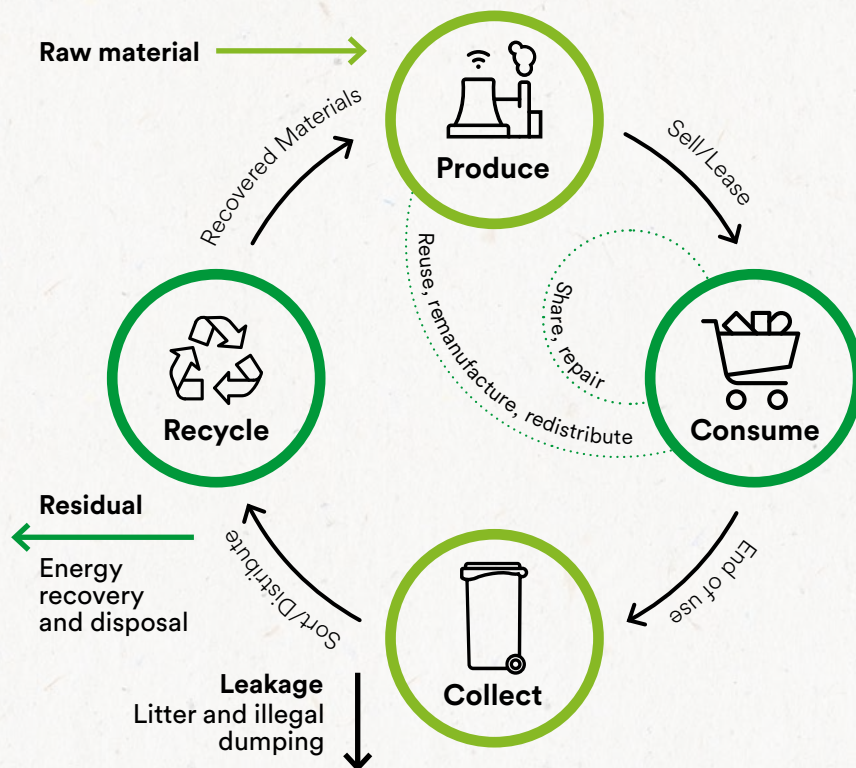 Raw material
Produce
Recovered Materials
Sell/Lease
Reuse, remanufacture, redistribute
Share, repair
Recycle
Consume
Residual
Energy
recovery
and disposal
Sort/Distribute
End of use
Collect
Leakage
Litter and illegal
dumping